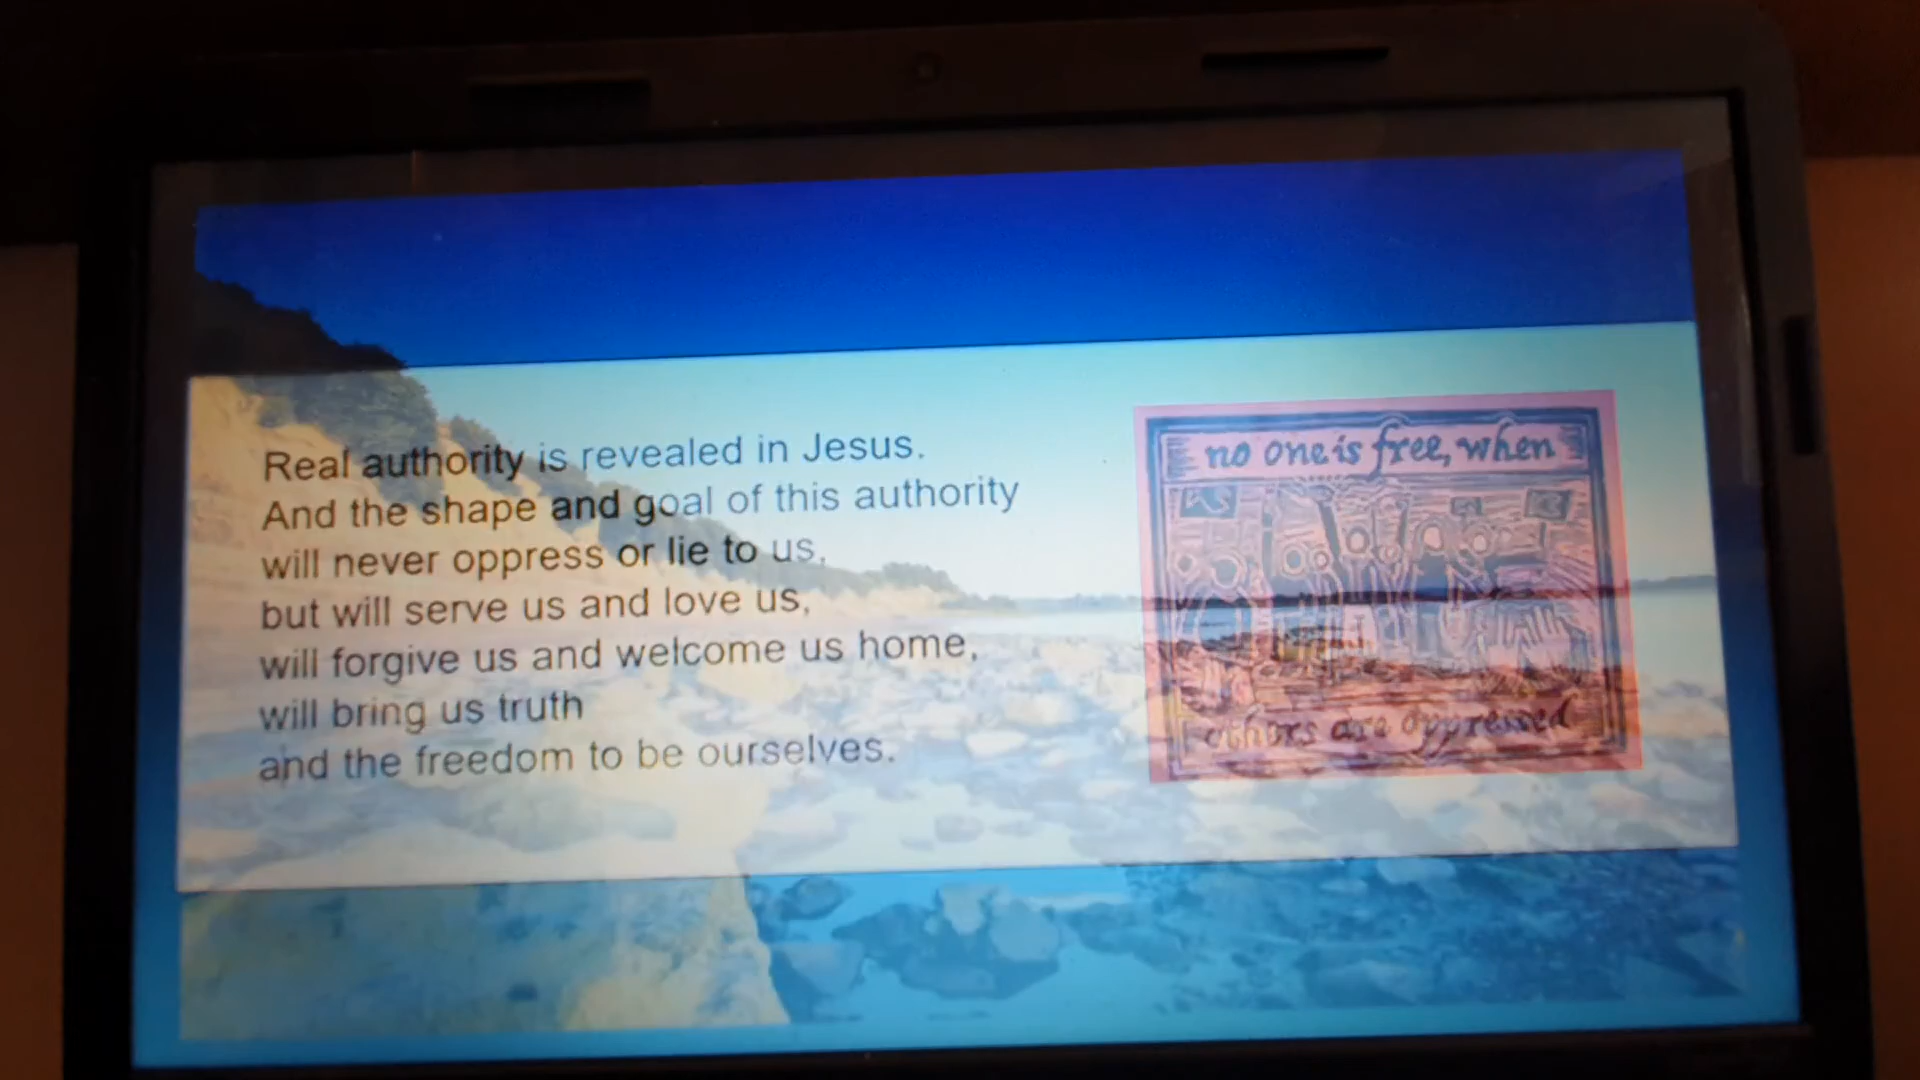 Real authority is revealed in Jesus.
And the shape and goal of this authority
will never oppress or lie to us,
but will serve us and love us,
will forgive us and welcome us home,
will bring us truth
and the freedom to be ourselves.
no one is free, when
others are oppressed